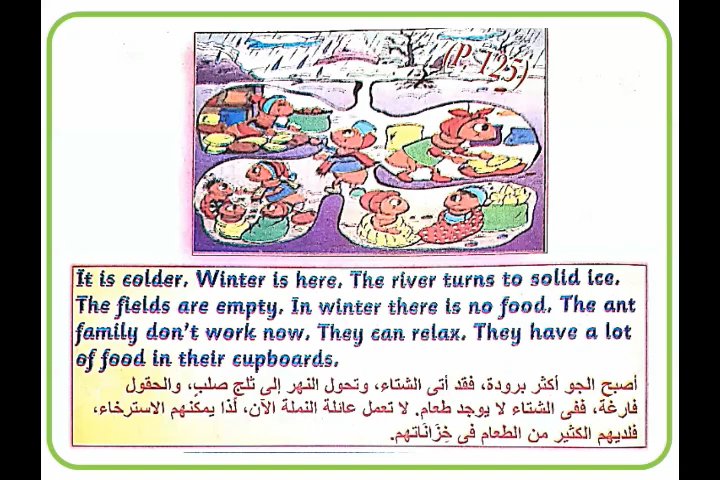 (P 125)
It is colder. Winter is here. The river turns to solid ice.
The fields are empty. In winter there is no food. The ant
family don't work now. They can relax. They have a lot
of food in their cupboards.
أصبح الجو أكثر برودة، فقد أتى الشتاء، وتحول النهر إلى ثلج صلب، والحقول
فارغة، ففى الشتاء لا يوجد طعام. لا تعمل عائلة النملة الآن، لذا يمكنهم الاسترخاء،
فلديهم الكثير من الطعام فى خِزَانَاتهم.